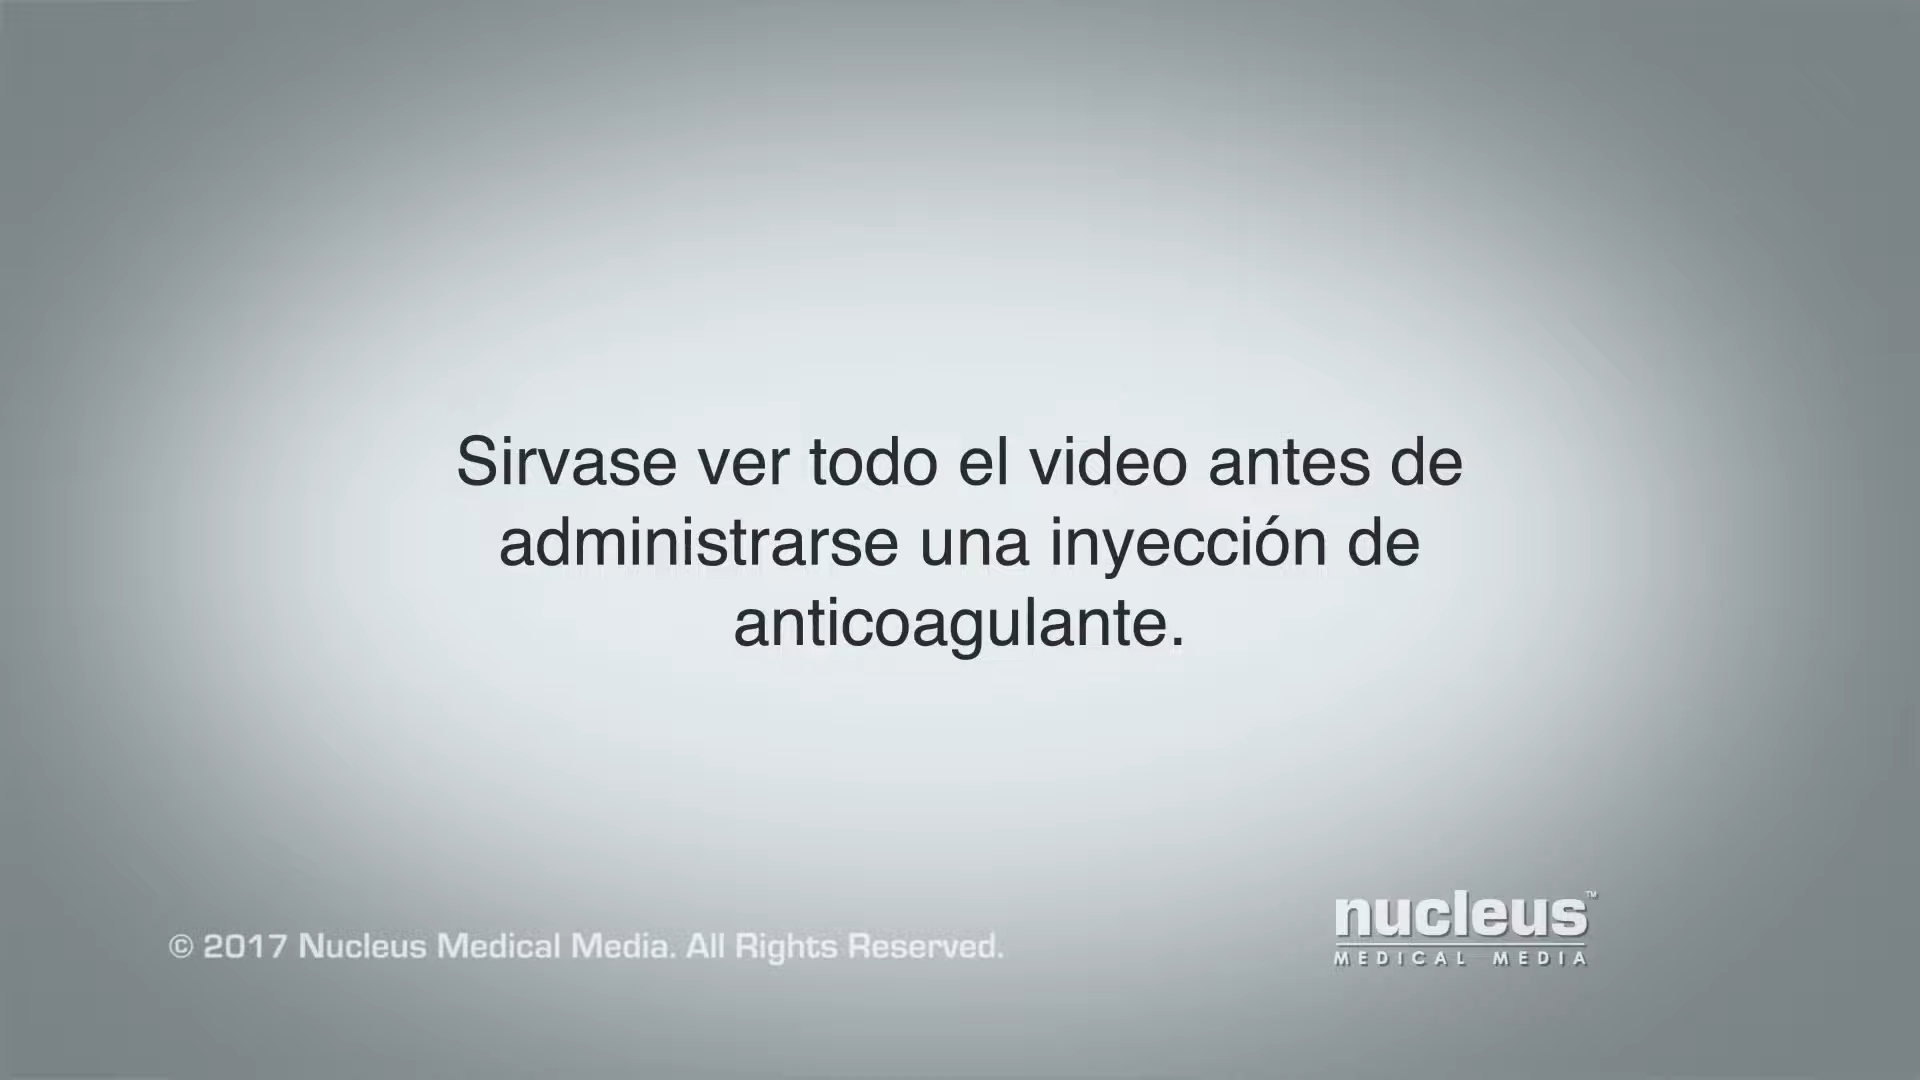 Sirvase ver todo el video antes de
administrarse una inyección de
anticoagulante.
© 2017 Nucleus Medical Media. All Rights Reserved.
nucleus™
MEDICAL MEDIA